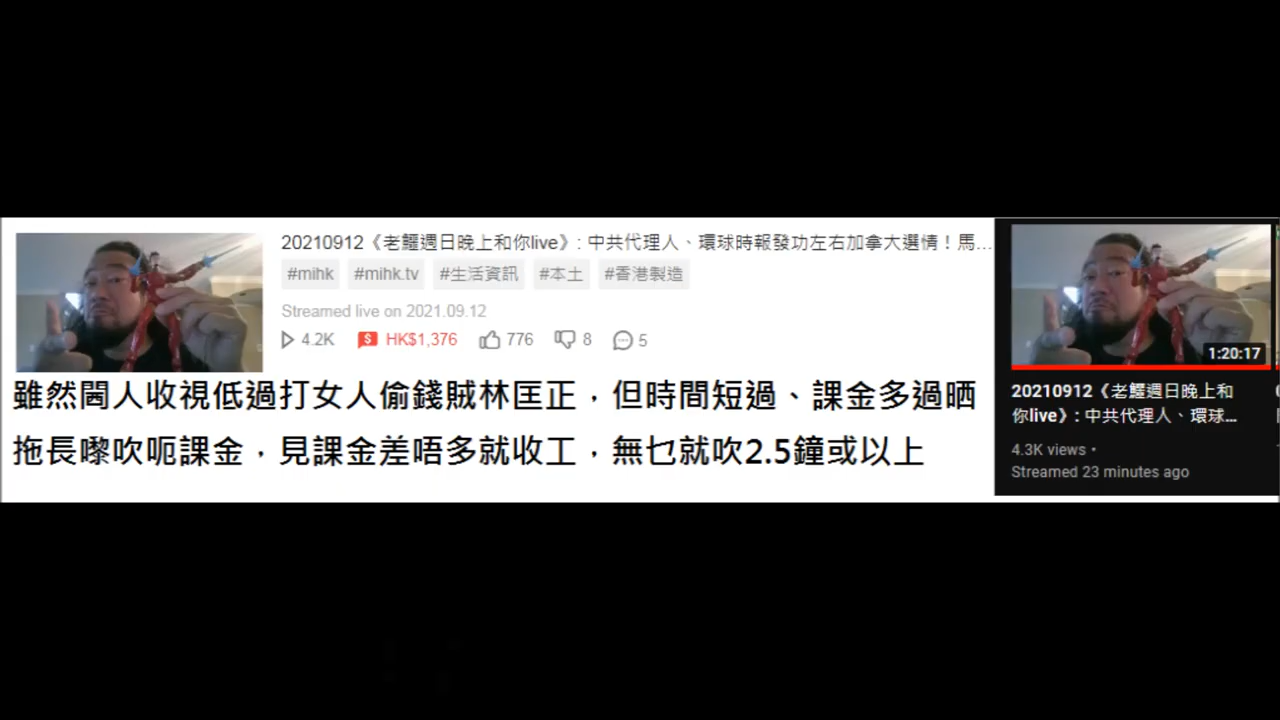 20210912《老鱷週日晚上和你live》: 中共代理人、環球時報發功左右加拿大選情！馬...
#mihk #mihk.tv #生活資訊 #本土 #香港製造
Streamed live on 2021.09.12
4.2K HK$1,376 776 8 5
雖然閪人收視低過打女人偷錢賊林匡正，但時間短過、課金多過晒
拖長嚟吹呃課金，見課金差唔多就收工，無乜就吹2.5鐘或以上
1:20:17
20210912《老鱷週日晚上和
你live》: 中共代理人、環球...
4.3K views •
Streamed 23 minutes ago